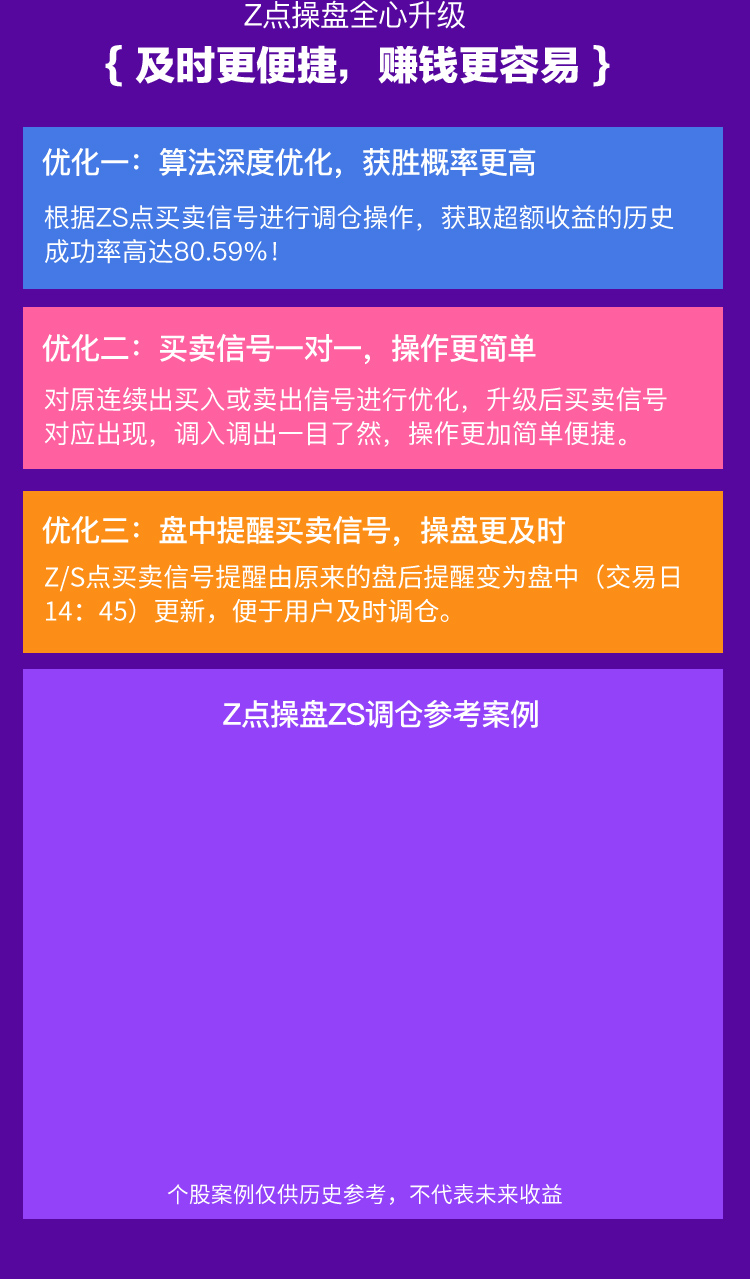 Z点操盘全心升级
{ 及时更便捷，赚钱更容易 }
优化一：算法深度优化，获胜概率更高
根据ZS点买卖信号进行调仓操作，获取超额收益的历史
成功率高达80.59%！
优化二：买卖信号一对一，操作更简单
对原连续出买入或卖出信号进行优化，升级后买卖信号
对应出现，调入调出一目了然，操作更加简单便捷。
优化三：盘中提醒买卖信号，操盘更及时
Z/S点买卖信号提醒由原来的盘后提醒变为盘中（交易日
14：45）更新，便于用户及时调仓。
Z点操盘ZS调仓参考案例
个股案例仅供历史参考，不代表未来收益